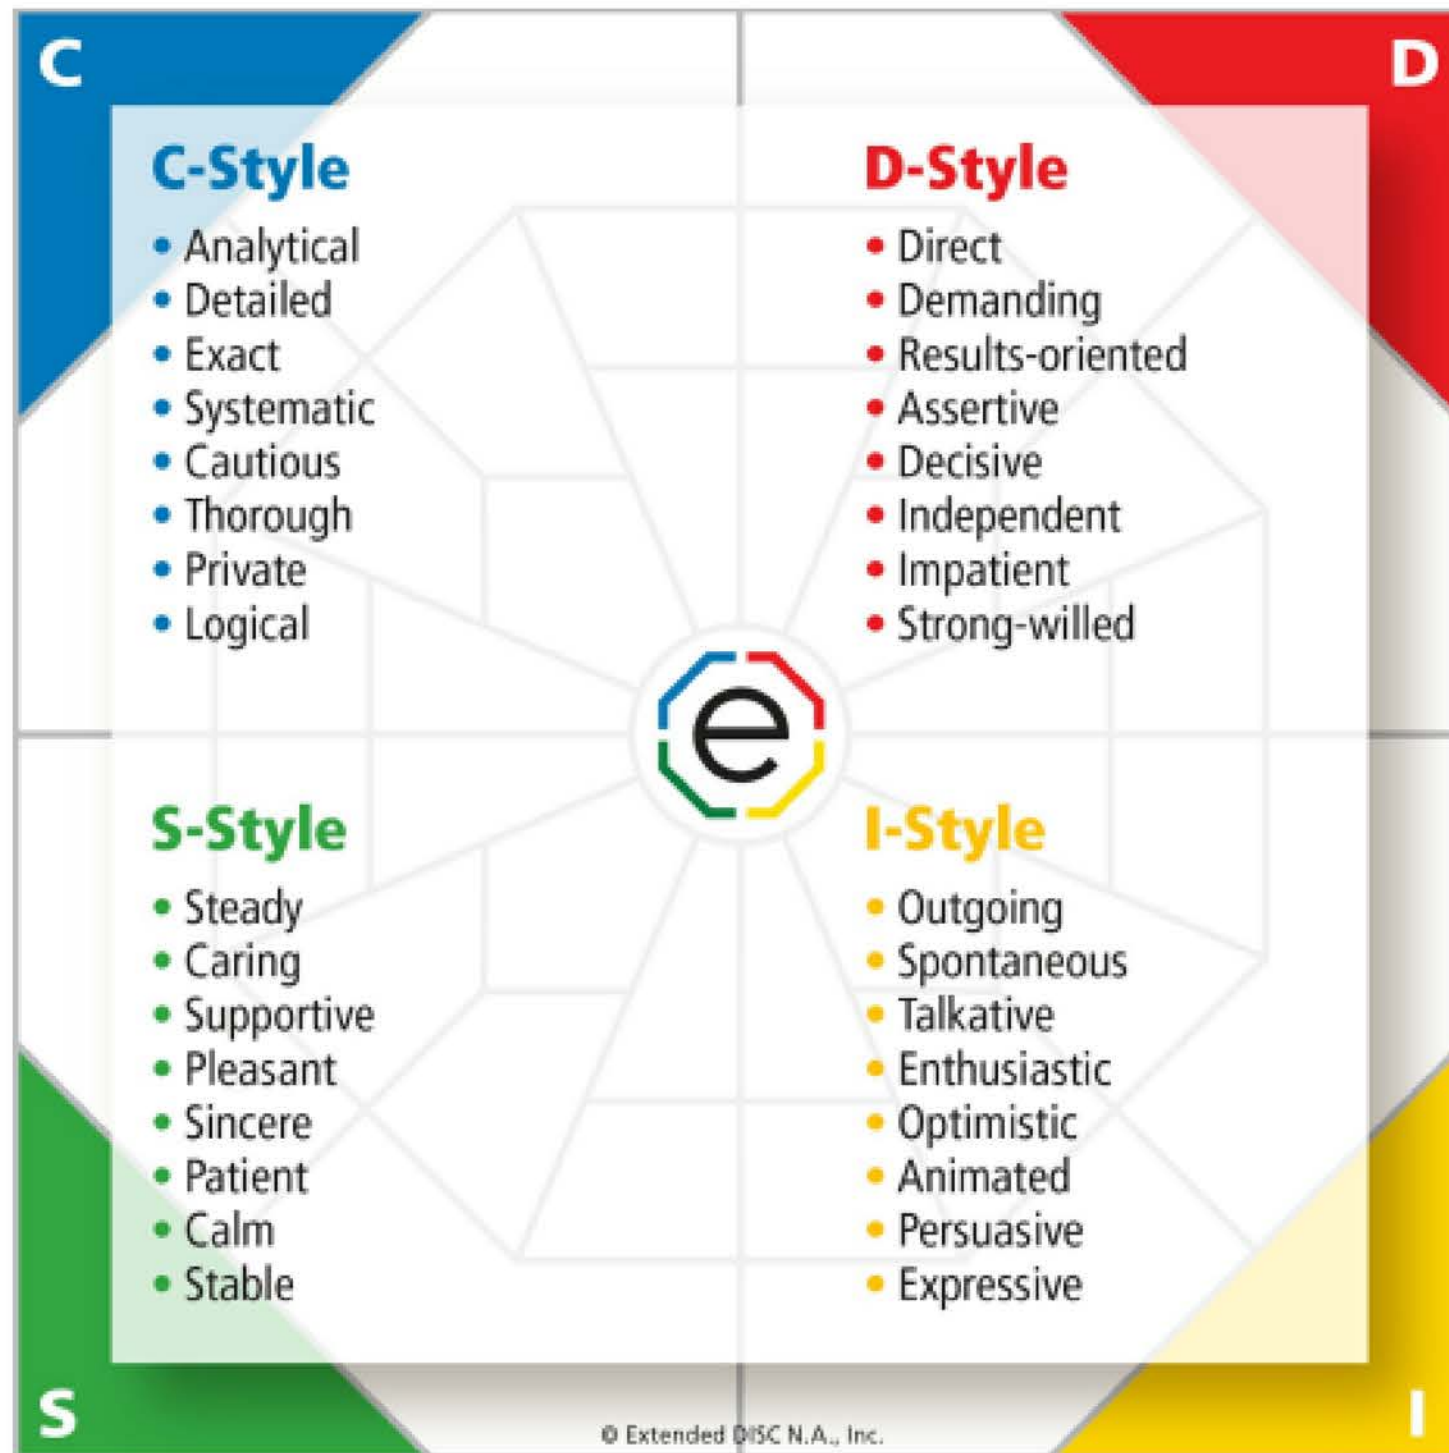 C
D
C-Style
• Analytical
• Detailed
• Exact
• Systematic
• Cautious
• Thorough
• Private
• Logical
D-Style
• Direct
• Demanding
• Results-oriented
• Assertive
• Decisive
• Independent
• Impatient
• Strong-willed
e
S-Style
• Steady
• Caring
• Supportive
• Pleasant
• Sincere
• Patient
• Calm
• Stable
I-Style
• Outgoing
• Spontaneous
• Talkative
• Enthusiastic
• Optimistic
• Animated
• Persuasive
• Expressive
S
I
© Extended DISC N.A., Inc.